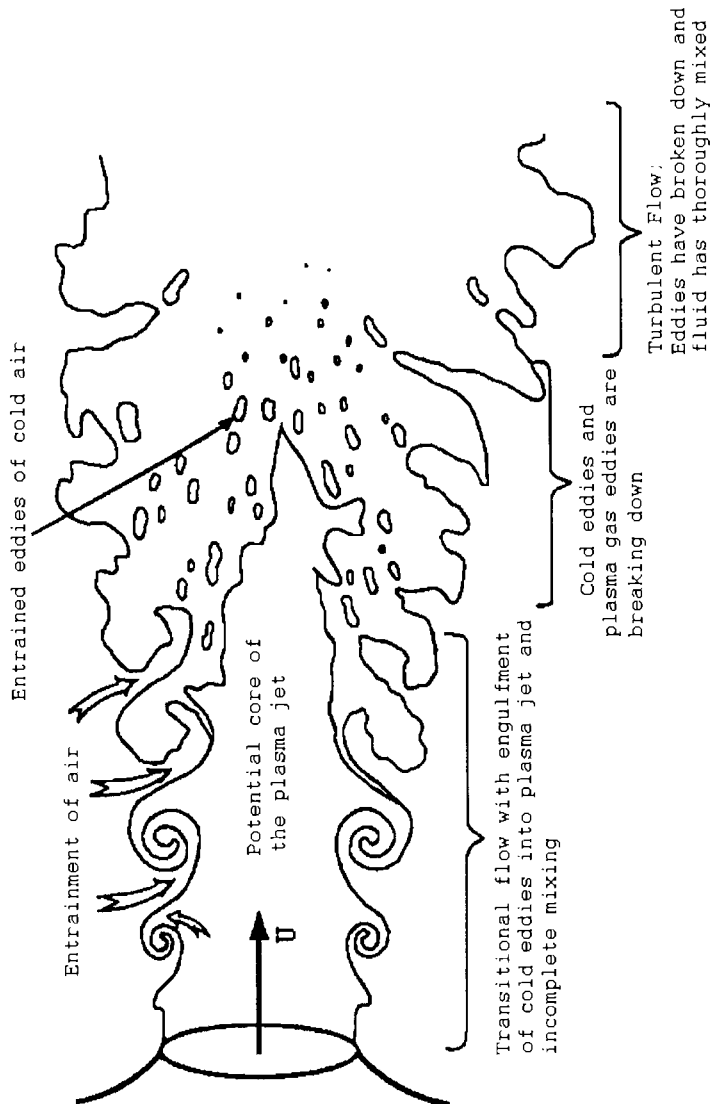 Entrained eddies of cold air
Entrainment of air
Potential core of
the plasma jet
U
Transitional flow with engulfment
of cold eddies into plasma jet and
incomplete mixing
Cold eddies and
plasma gas eddies are
breaking down
Turbulent Flow;
Eddies have broken down and
fluid has thoroughly mixed